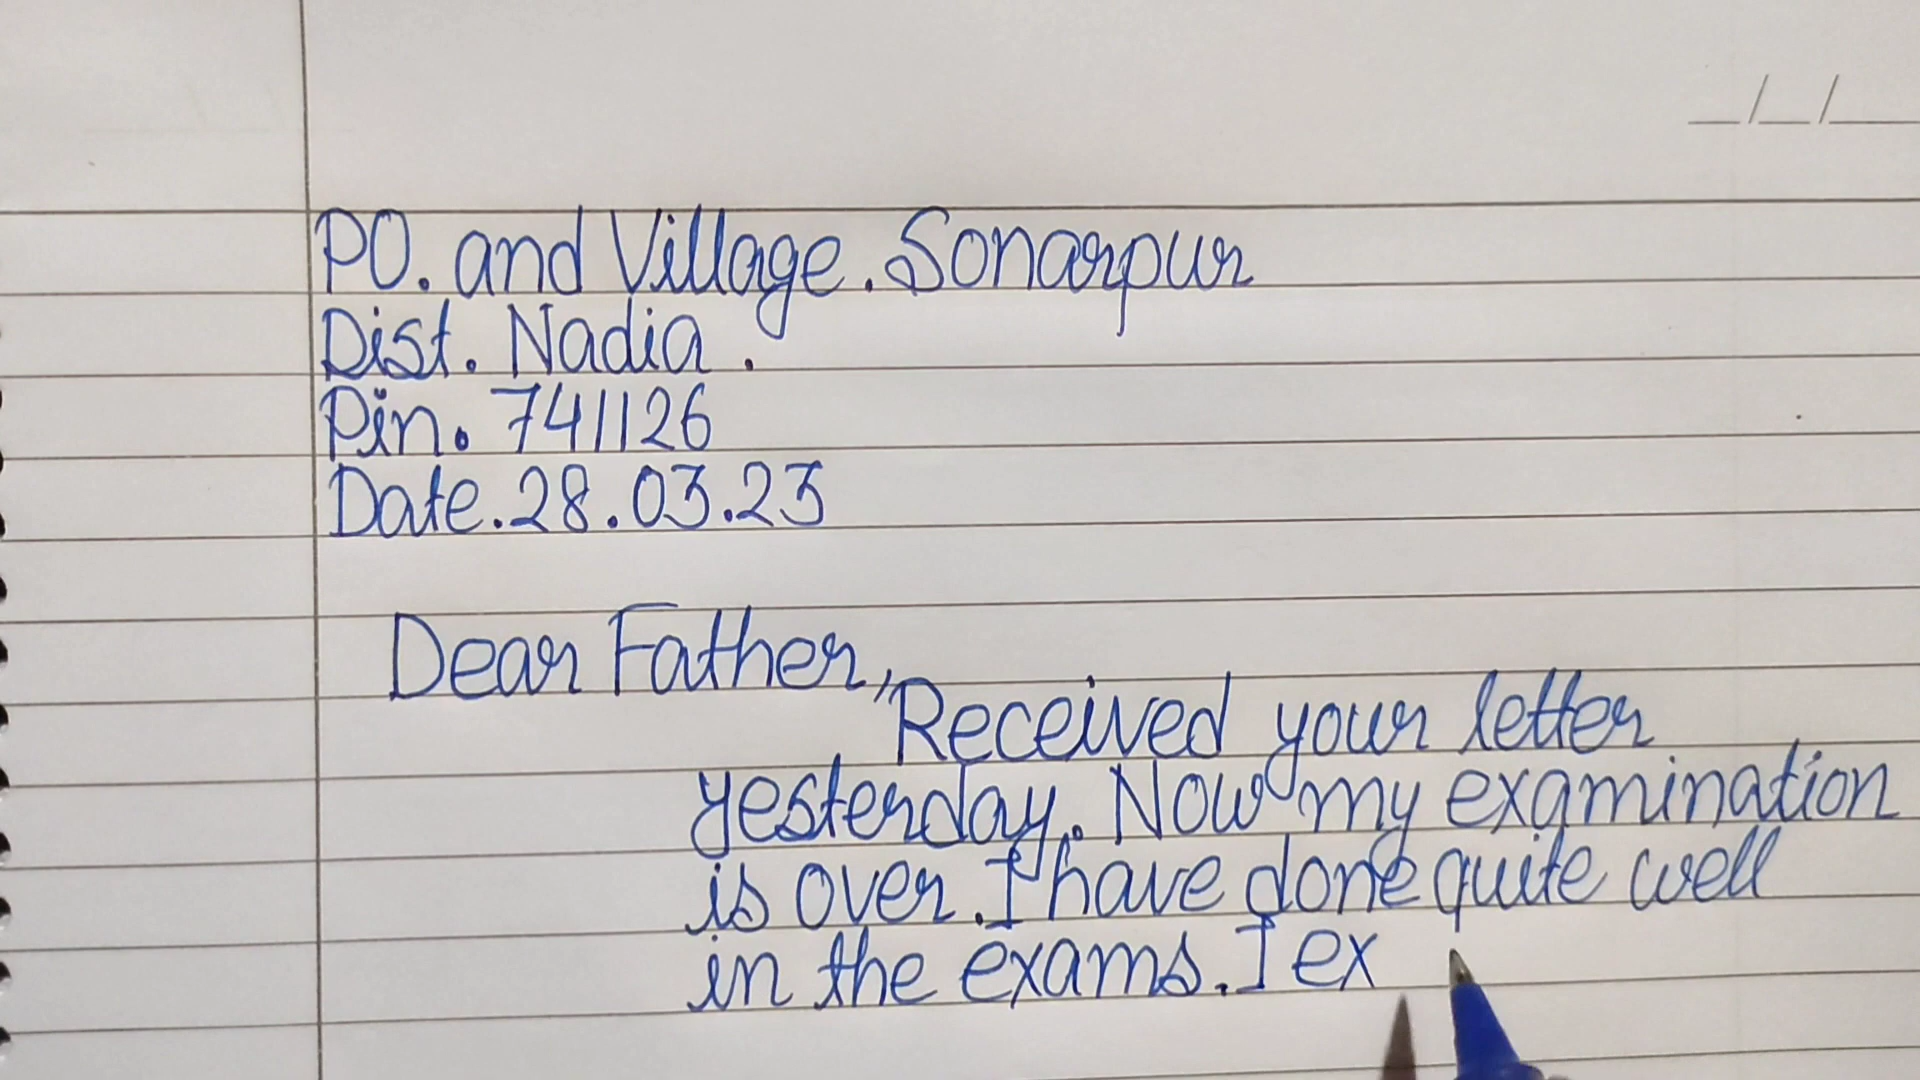 PO. and Village. Sonarpur
Dist. Nadia.
Pin. 741126
Date. 28.03.23
Dear Father,
Received your letter
yesterday. Now my examination
is over. I have done quite well
in the exams. I ex